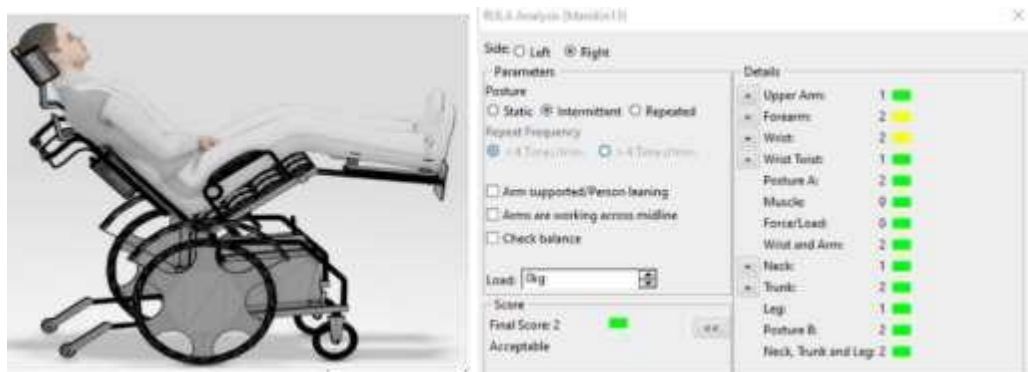 RULA Analysis (Manikin13)
Side: Left Right
Parameters
Posture
Static Intermittent Repeated
Repeat Frequency
Arm supported/Person leaning
Arms are working across midline
Check balance
Load: 0kg
Score
Final Score: 2
<<
Acceptable
Details
Upper Arm: 1
Forearm: 2
Wrist: 2
Wrist Twist: 1
Posture A: 2
Muscle: 0
Force/Load: 0
Wrist and Arm: 2
Neck: 1
Trunk: 2
Leg: 1
Posture B: 2
Neck, Trunk and Leg: 2